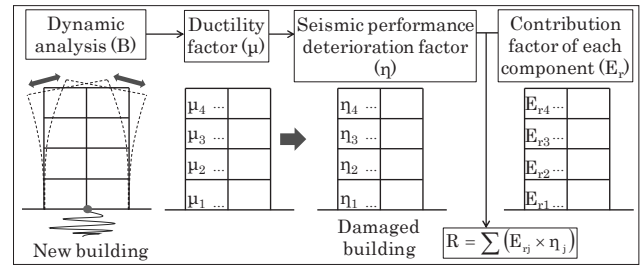 Dynamic
analysis (B)
Ductility
factor (μ)
Seismic performance
deterioration factor
(η)
Contribution
factor of each
component (E_r)
μ₄ ...
μ₃ ...
μ₂ ...
μ₁ ...
η₄ ...
η₃ ...
η₂ ...
η₁ ...
E_r4 ...
E_r3 ...
E_r2 ...
E_r1 ...
New building
Damaged
building
R = ∑ (E_rj × η_j)